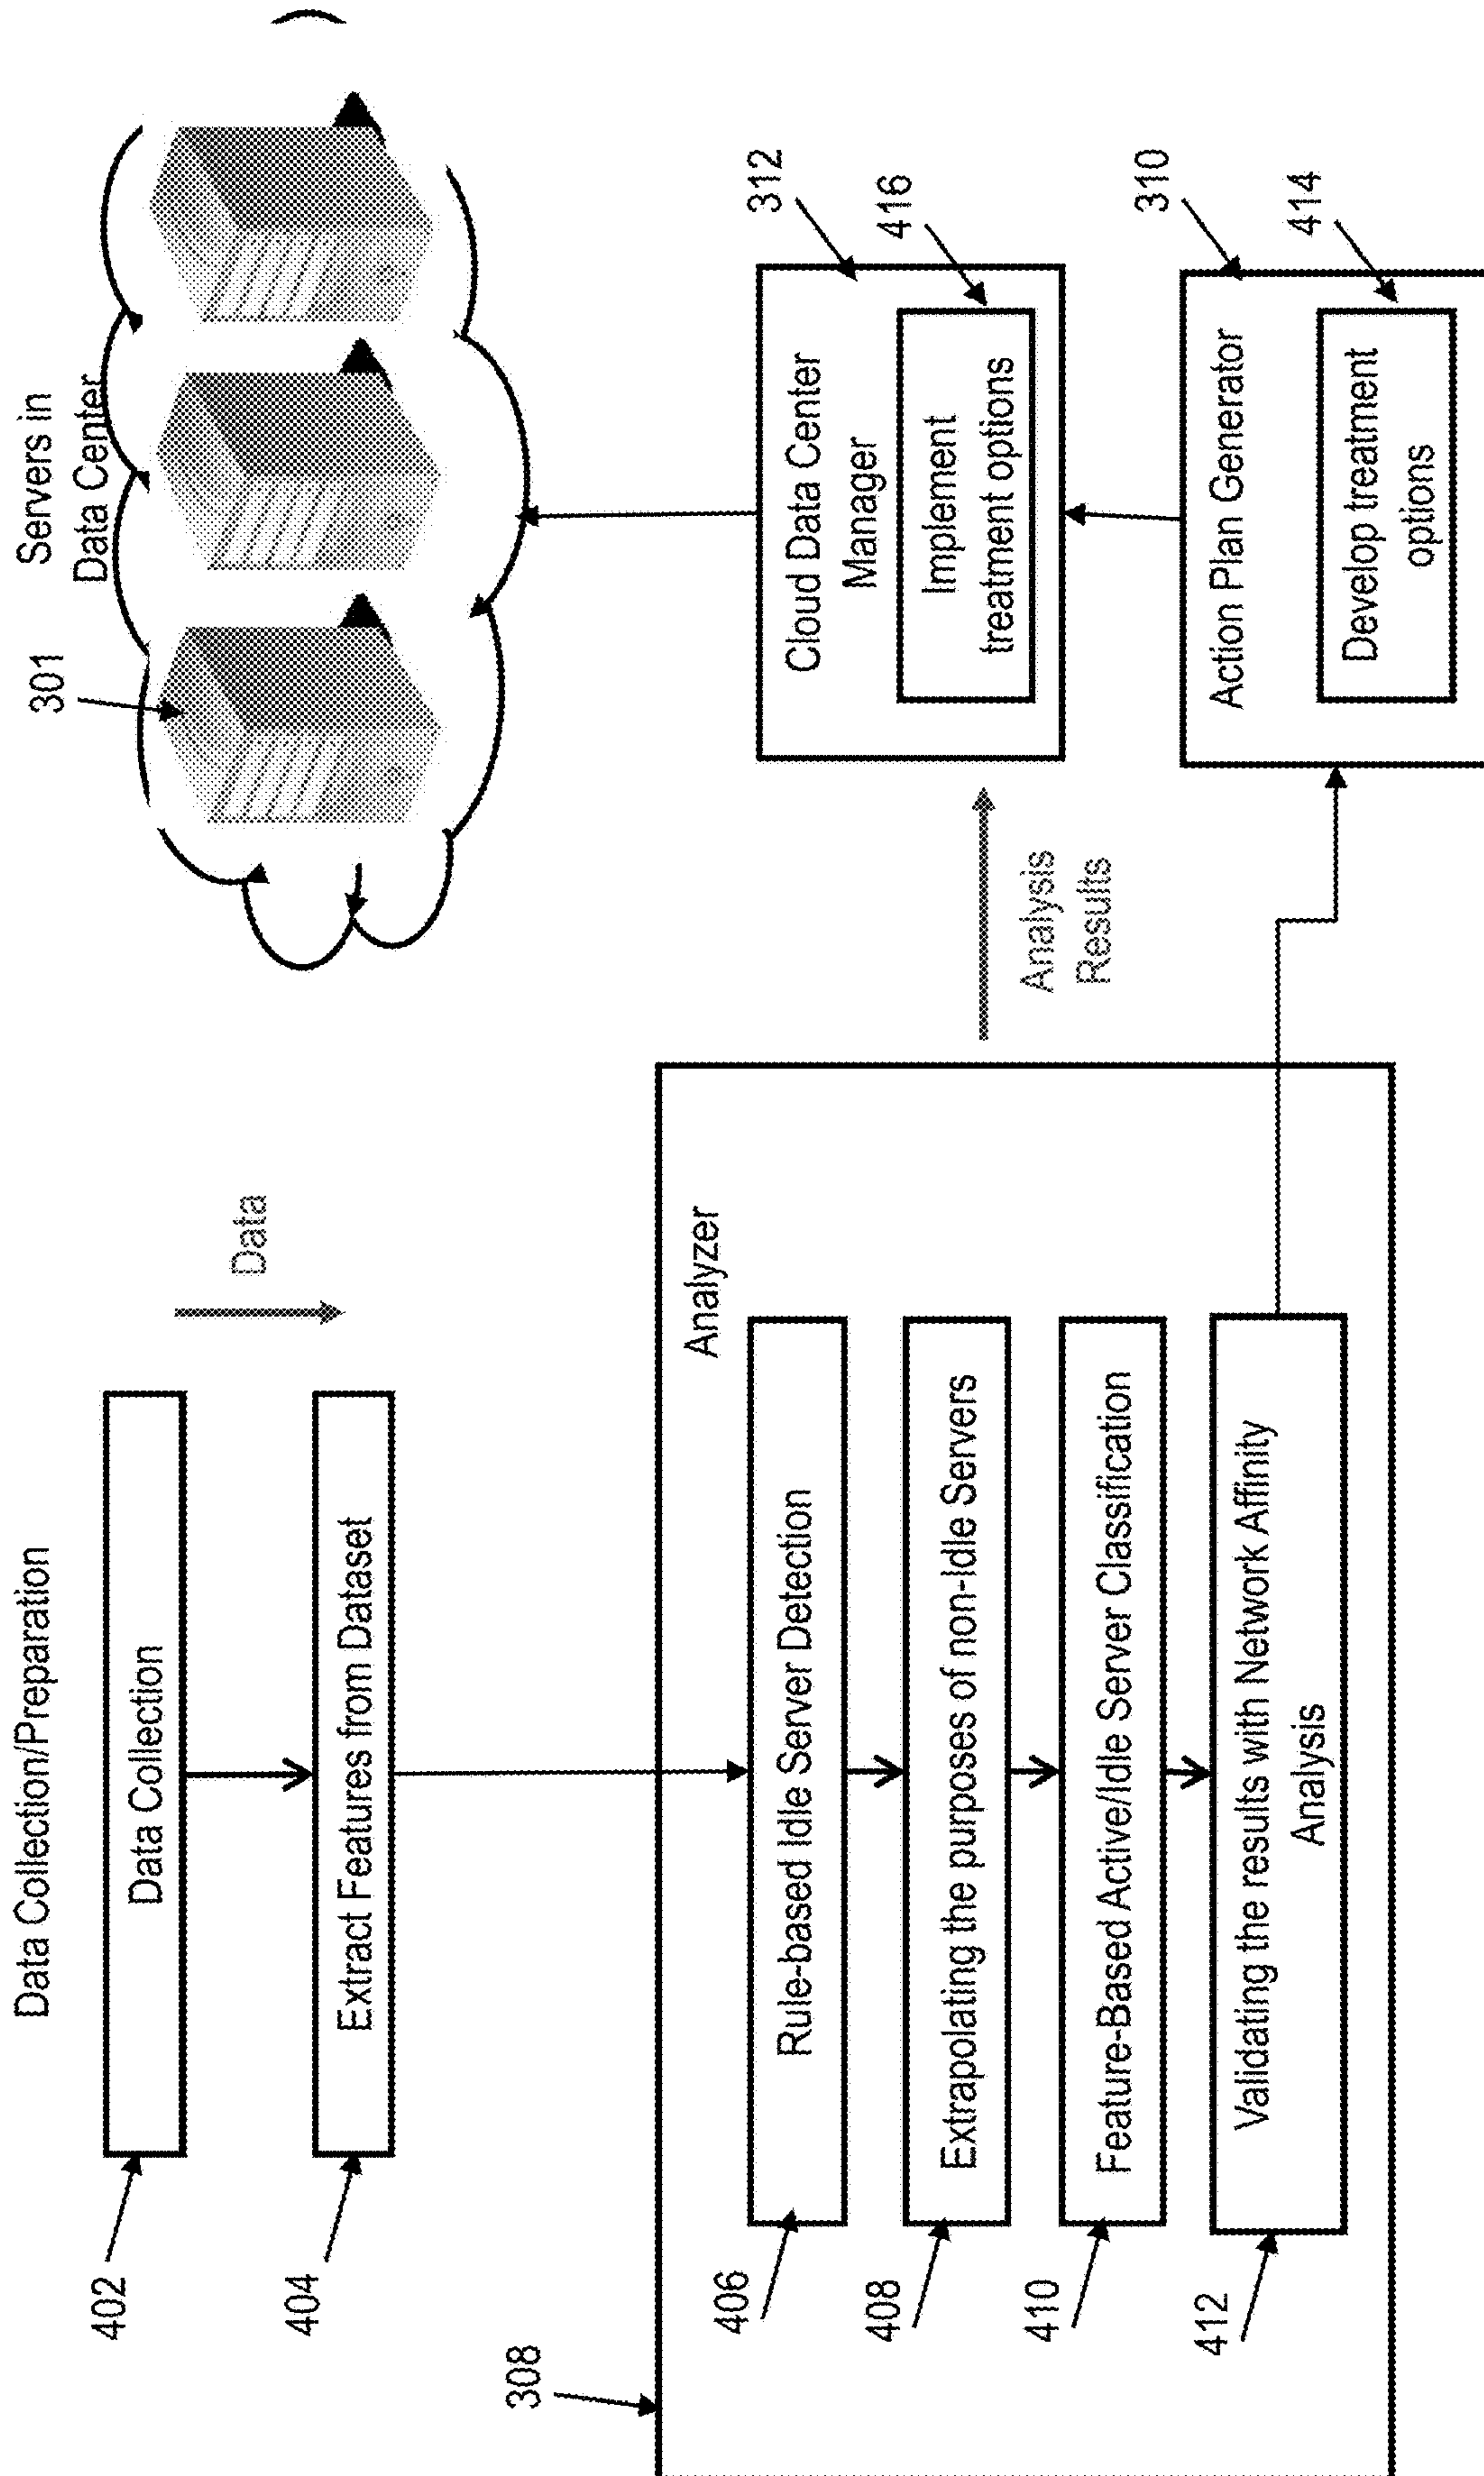 Data Collection/Preparation
402
Data Collection
Data
404
Extract Features from Dataset
301
Servers in
Data Center
308
Analyzer
406
Rule-based Idle Server Detection
408
Extrapolating the purposes of non-Idle Servers
410
Feature-Based Active/Idle Server Classification
412
Validating the results with Network Affinity
Analysis
Analysis
Results
312
Cloud Data Center
Manager
416
Implement
treatment options
310
Action Plan Generator
414
Develop treatment
options